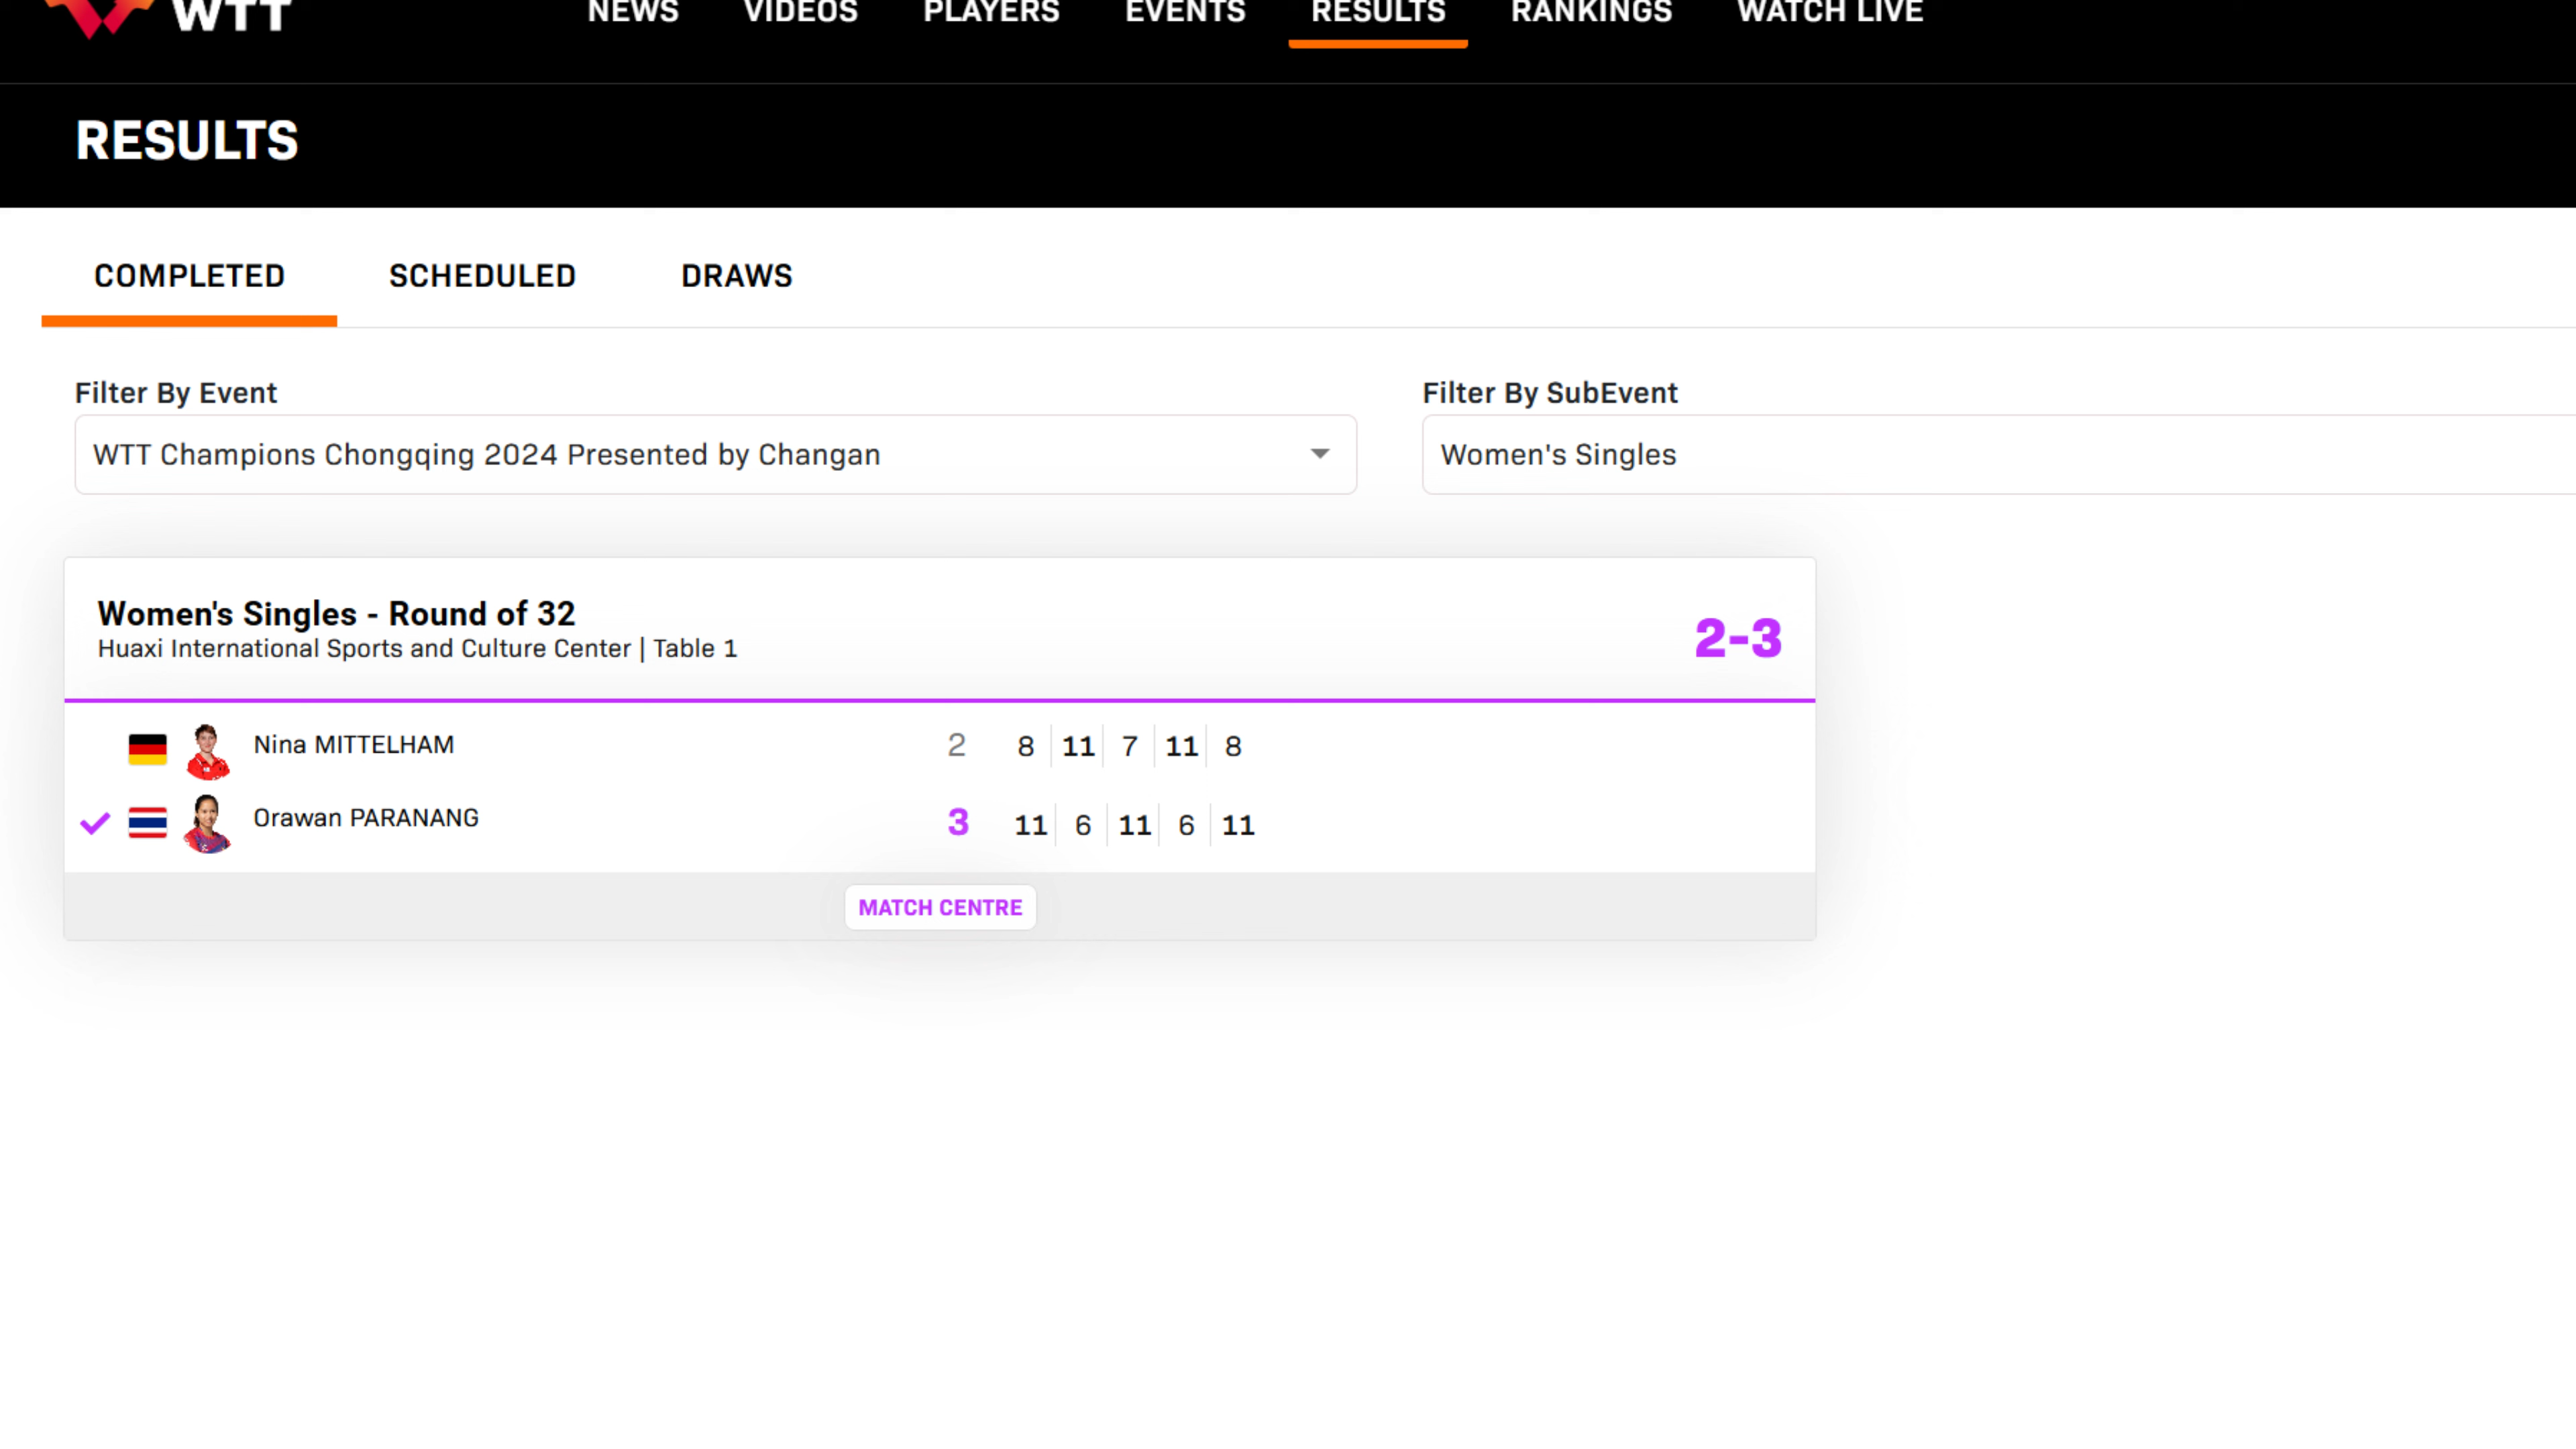 WTT
NEWS VIDEOS PLAYERS EVENTS RESULTS RANKINGS WATCH LIVE
RESULTS
COMPLETED SCHEDULED DRAWS
Filter By Event Filter By SubEvent
WTT Champions Chongqing 2024 Presented by Changan Women's Singles
Women's Singles - Round of 32
Huaxi International Sports and Culture Center | Table 1
2-3
Nina MITTELHAM 2 8 11 7 11 8
Orawan PARANANG 3 11 6 11 6 11
MATCH CENTRE